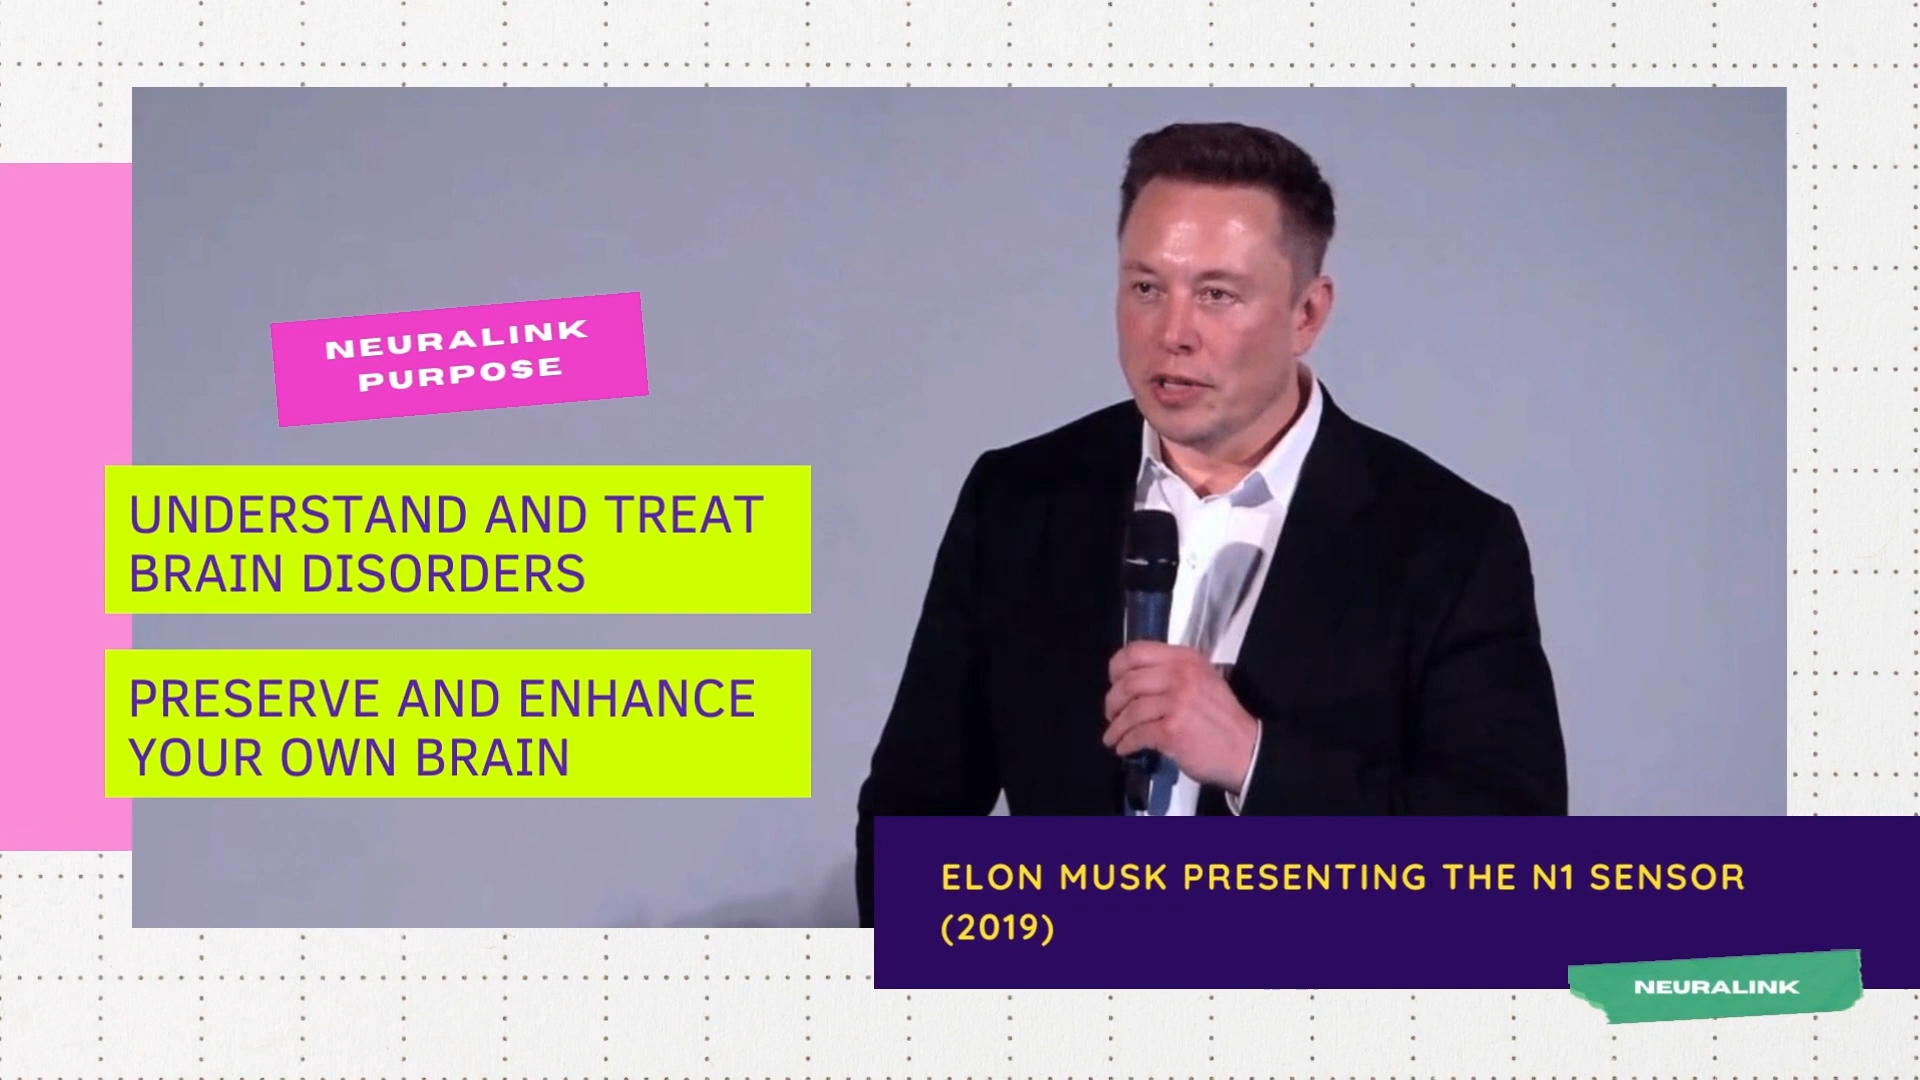 NEURALINK
PURPOSE
UNDERSTAND AND TREAT
BRAIN DISORDERS
PRESERVE AND ENHANCE
YOUR OWN BRAIN
ELON MUSK PRESENTING THE N1 SENSOR
(2019)
NEURALINK